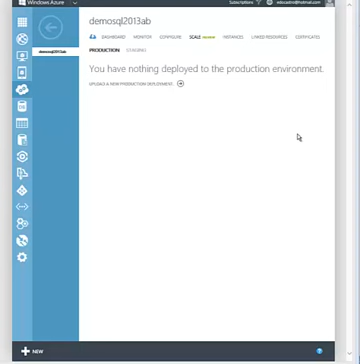 Windows Azure
Subscriptions
demosql2013ab
demosql2013ab
DASHBOARD MONITOR CONFIGURE SCALE INSTANCES LINKED RESOURCES CERTIFICATES
PRODUCTION STAGING
You have nothing deployed to the production environment.
UPLOAD A NEW PRODUCTION DEPLOYMENT
NEW
?